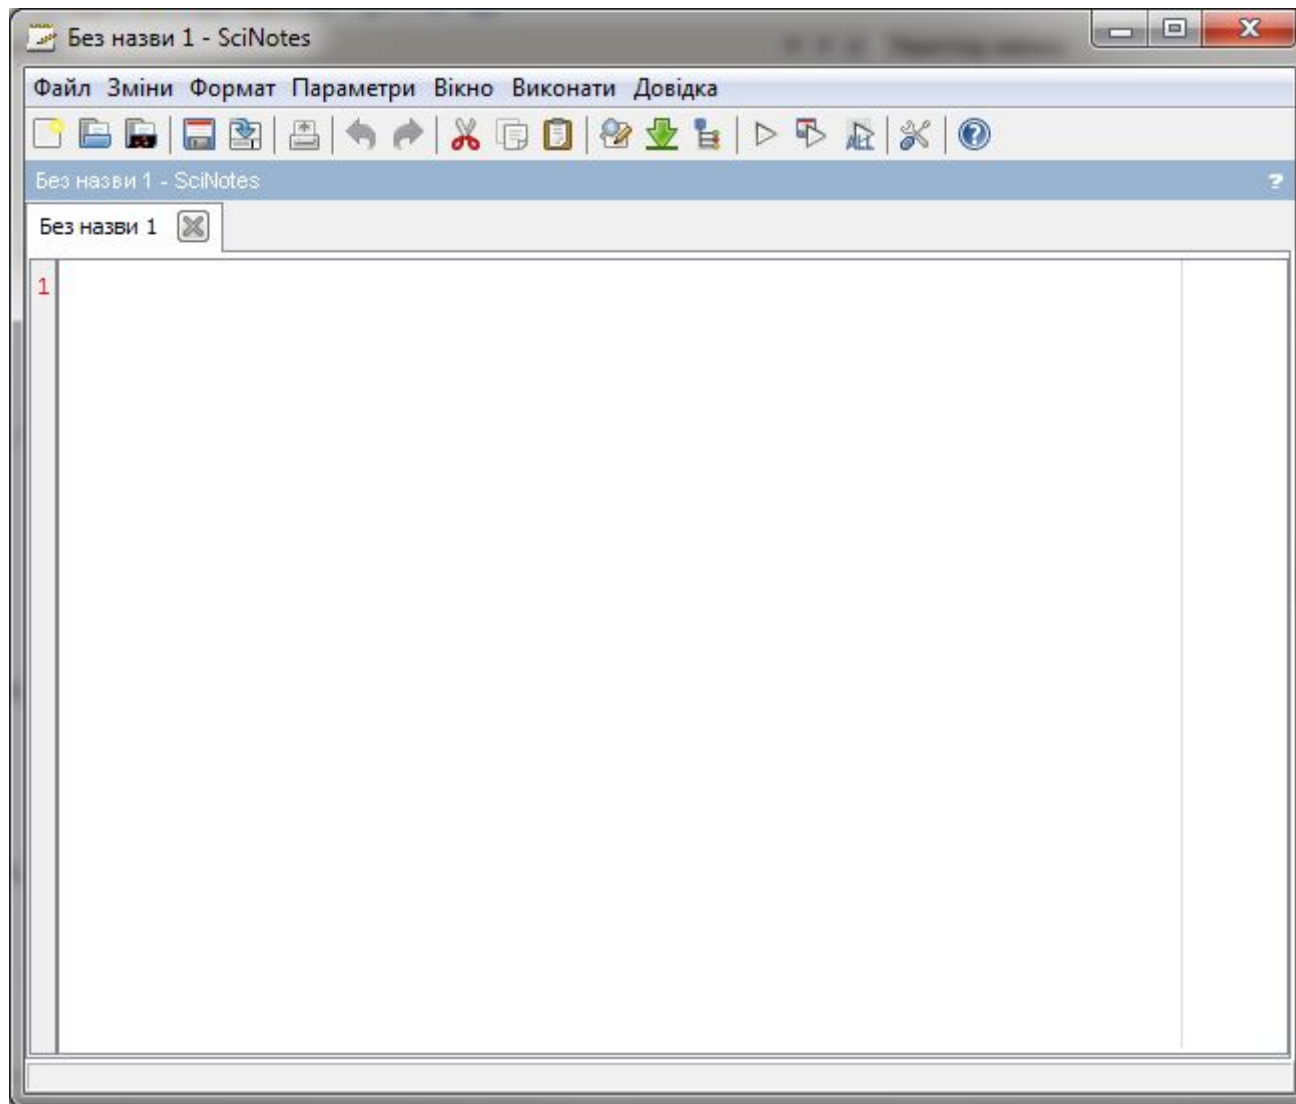 Без назви 1 - SciNotes
Файл Зміни Формат Параметри Вікно Виконати Довідка
Без назви 1 - SciNotes ?
Без назви 1
1